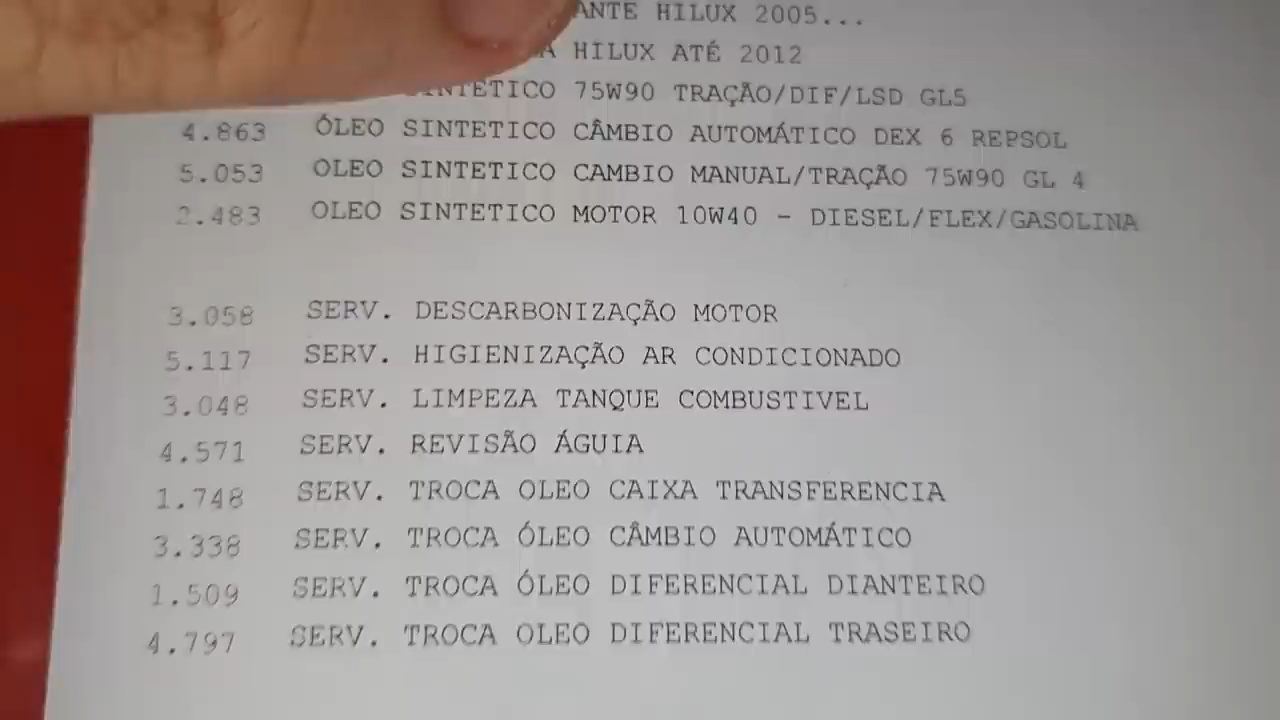 HILUX 2005...
HILUX ATÉ 2012
75W90 TRAÇÃO/DIF/LSD GL5
4.863 ÓLEO SINTETICO CÂMBIO AUTOMÁTICO DEX 6 REPSOL
5.053 OLEO SINTETICO CAMBIO MANUAL/TRAÇÃO 75W90 GL 4
2.483 OLEO SINTETICO MOTOR 10W40 - DIESEL/FLEX/GASOLINA
3.058 SERV. DESCARBONIZAÇÃO MOTOR
5.117 SERV. HIGIENIZAÇÃO AR CONDICIONADO
3.048 SERV. LIMPEZA TANQUE COMBUSTIVEL
4.571 SERV. REVISÃO ÁGUIA
1.748 SERV. TROCA OLEO CAIXA TRANSFERENCIA
3.338 SERV. TROCA ÓLEO CÂMBIO AUTOMÁTICO
1.509 SERV. TROCA ÓLEO DIFERENCIAL DIANTEIRO
4.797 SERV. TROCA OLEO DIFERENCIAL TRASEIRO